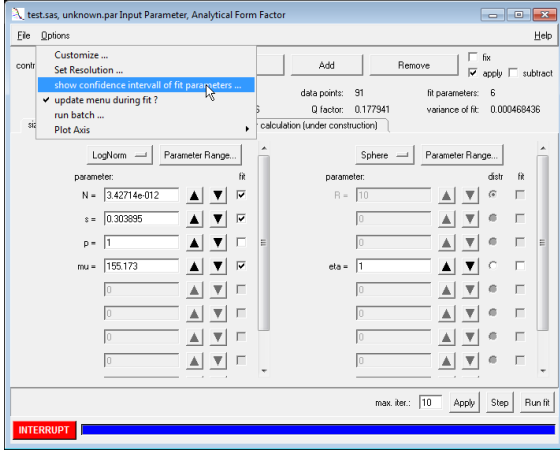 test.sas, unknown.par Input Parameter, Analytical Form Factor
File Options Help
Customize ...
Set Resolution ...
show confidence intervall of fit parameters ...
update menu during fit ?
run batch ...
Plot Axis
contr
Add Remove
fix
apply subtract
data points: 91 fit parameters: 6
S Q factor: 0.177941 variance of fit: 0.000468436
siz r calculation (under construction)
LogNorm Parameter Range... Sphere Parameter Range...
parameter: fit parameter: distr fit
N = 3.42714e-012 R = 10
s = 0.303895 0
p = 1 0
mu = 155.173 eta = 1
0 0
0 0
0 0
max. iter.: 10 Apply Step Run fit
INTERRUPT